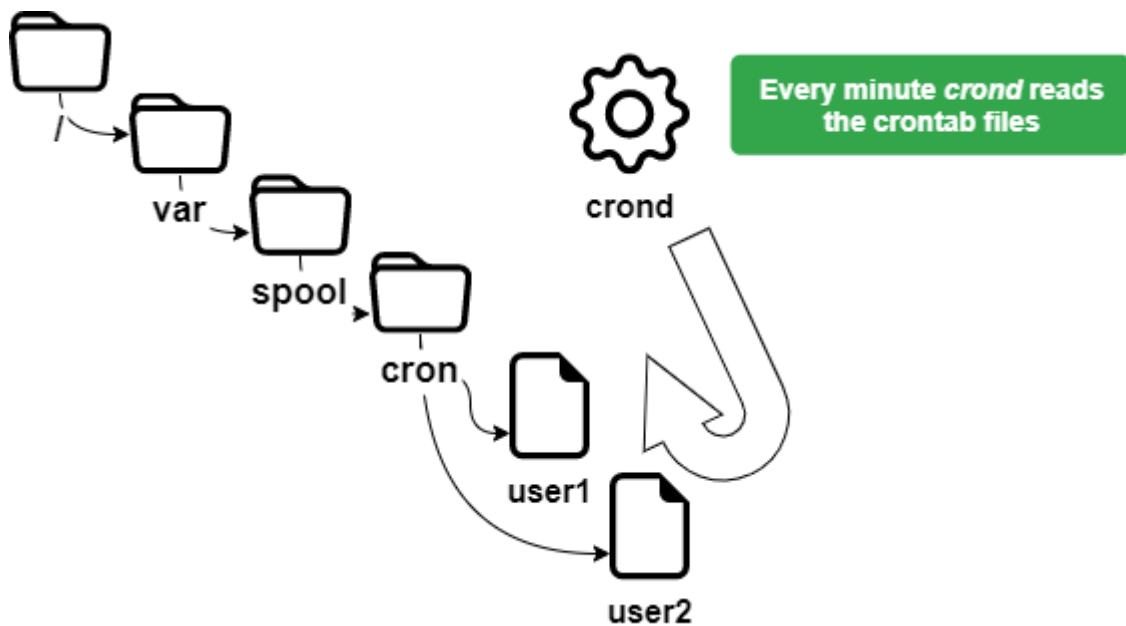 /
var
spool
cron
user1
user2
crond
Every minute crond reads
the crontab files